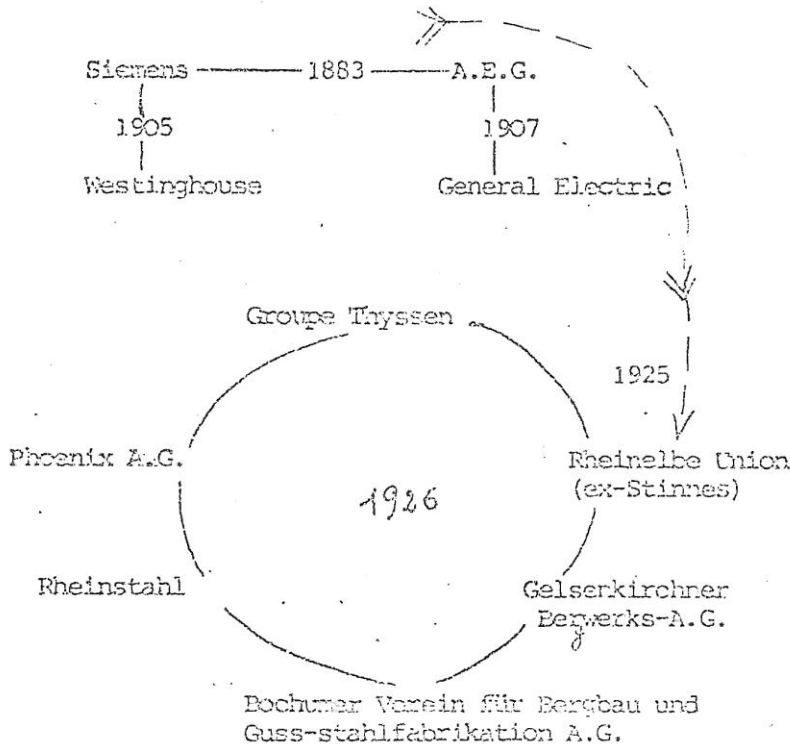 Siemens 1883 A.E.G.
1905 1907
Westinghouse General Electric
Groupe Thyssen
1925
Phoenix A.G. Rheinelbe Union
(ex-Stinnes)
1926
Rheinstahl Gelserkirchner
Bergwerks-A.G.
Bochumer Verein für Bergbau und
Guss-stahlfabrikation A.G.